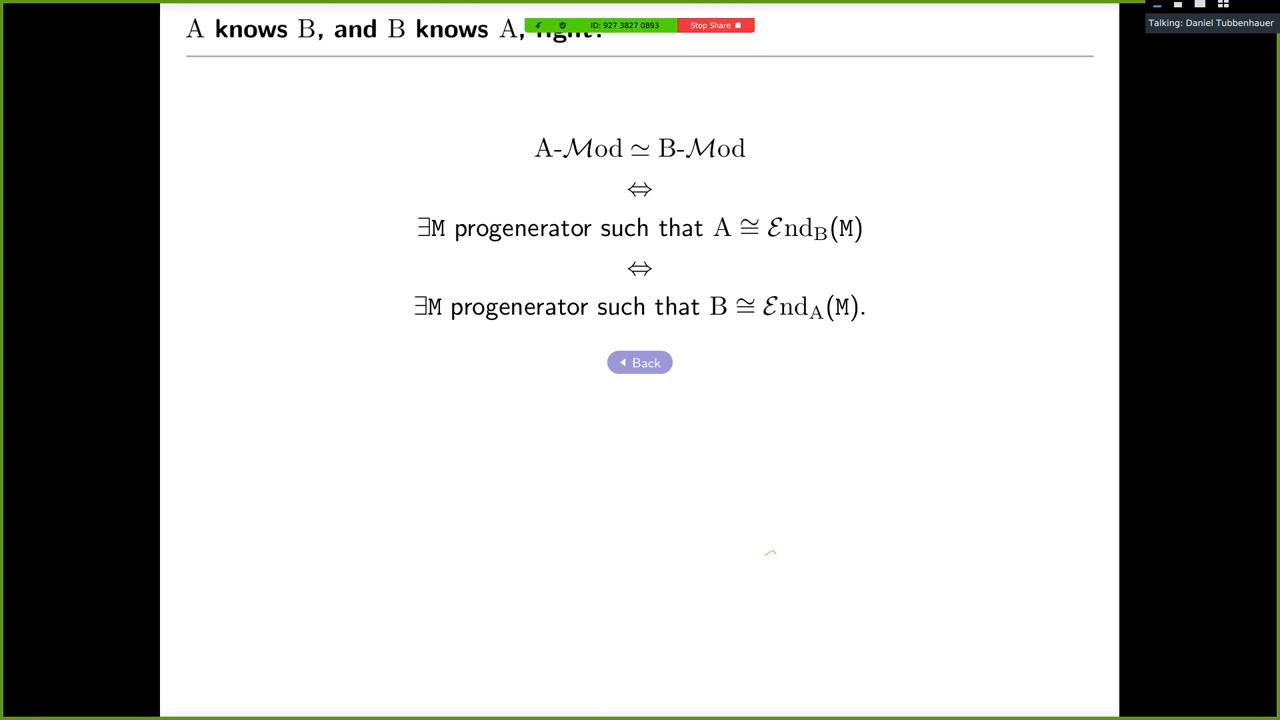 A knows B, and B knows A, right?
ID: 927 3827 0893
Stop Share
Talking: Daniel Tubbenhauer
A-ℳod ≃ B-ℳod
⇔
∃M progenerator such that A ≅ ℰnd_B(M)
⇔
∃M progenerator such that B ≅ ℰnd_A(M).
Back